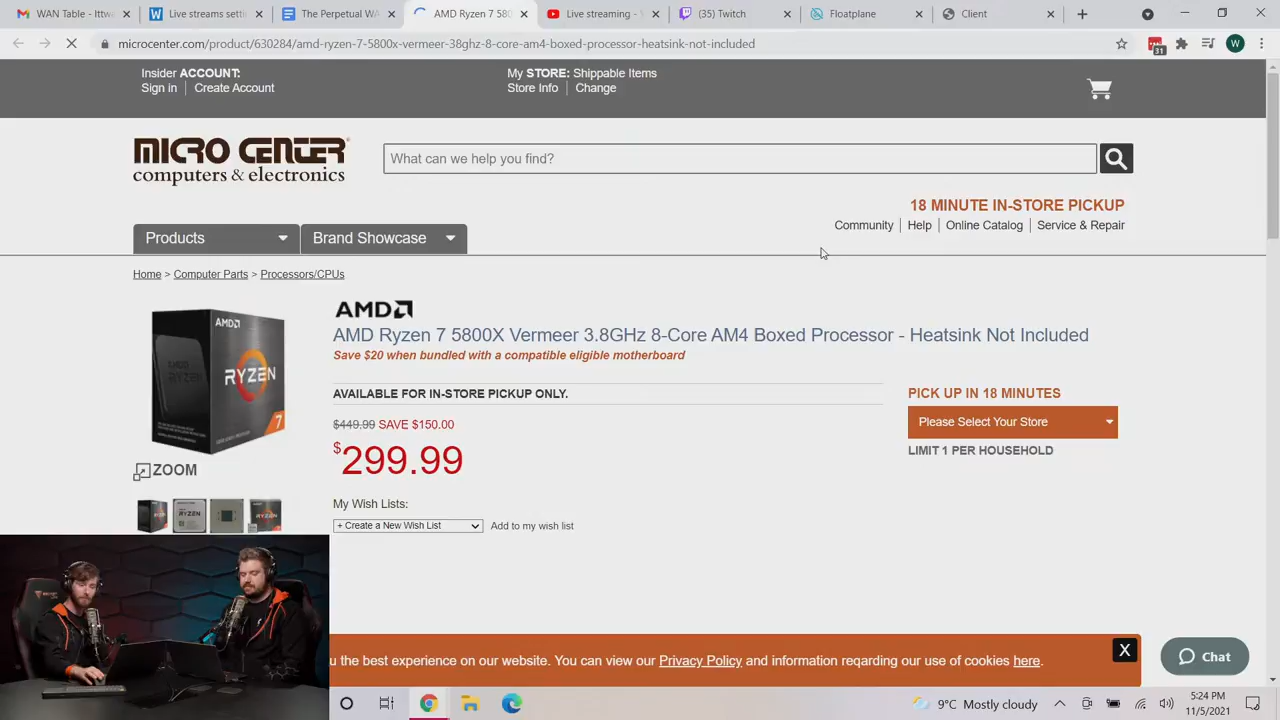 WAN Table - lttwa
Live streams setti
The Perpetual WA
AMD Ryzen 7 5800X
Live streaming -
(35) Twitch
Floatplane
Client
microcenter.com/product/630284/amd-ryzen-7-5800x-vermeer-38ghz-8-core-am4-boxed-processor-heatsink-not-included
31
W
Insider ACCOUNT:
Sign in
Create Account
My STORE: Shippable Items
Store Info
Change
MICRO CENTER
computers & electronics
What can we help you find?
18 MINUTE IN-STORE PICKUP
Community
Help
Online Catalog
Service & Repair
Products
Brand Showcase
Home > Computer Parts > Processors/CPUs
AMD
AMD Ryzen 7 5800X Vermeer 3.8GHz 8-Core AM4 Boxed Processor - Heatsink Not Included
Save $20 when bundled with a compatible eligible motherboard
AMD
RYZEN
7
AVAILABLE FOR IN-STORE PICKUP ONLY.
$449.99 SAVE $150.00
$299.99
PICK UP IN 18 MINUTES
Please Select Your Store
LIMIT 1 PER HOUSEHOLD
ZOOM
My Wish Lists:
+ Create a New Wish List
Add to my wish list
u the best experience on our website. You can view our Privacy Policy and information regarding our use of cookies here.
X
Chat
9°C Mostly cloudy
5:24 PM
11/5/2021